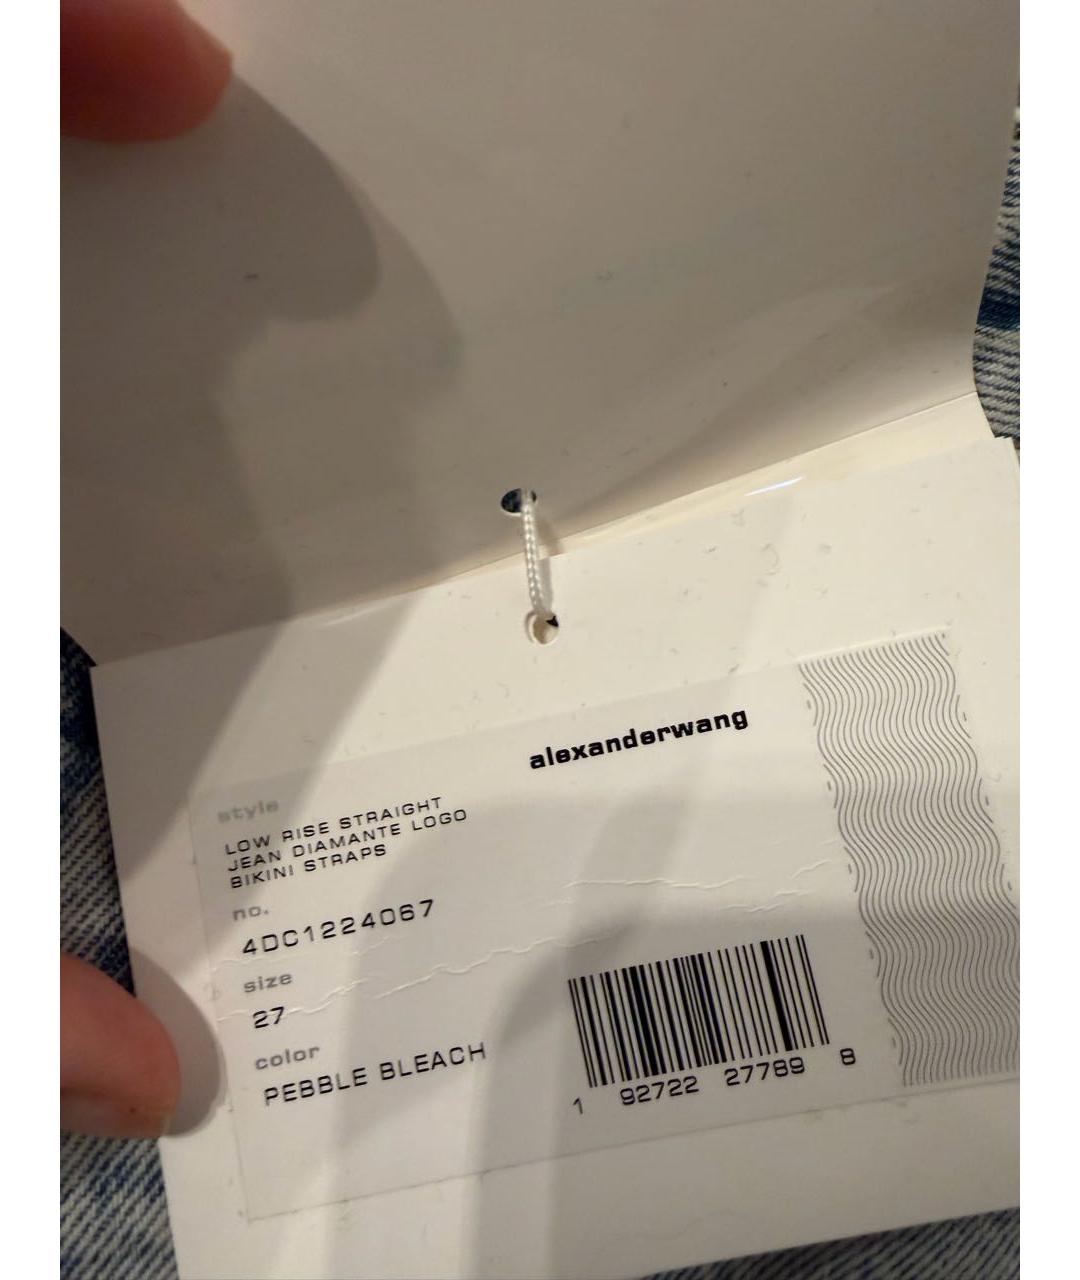 alexanderwang
style
LOW RISE STRAIGHT
JEAN DIAMANTE LOGO
BIKINI STRAPS
no.
4DC1224067
size
27
color
PEBBLE BLEACH
1 92722 27789 8